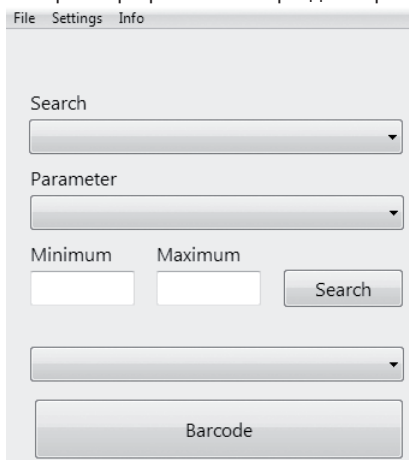 File Settings Info
Search
Parameter
Minimum Maximum
Search
Barcode